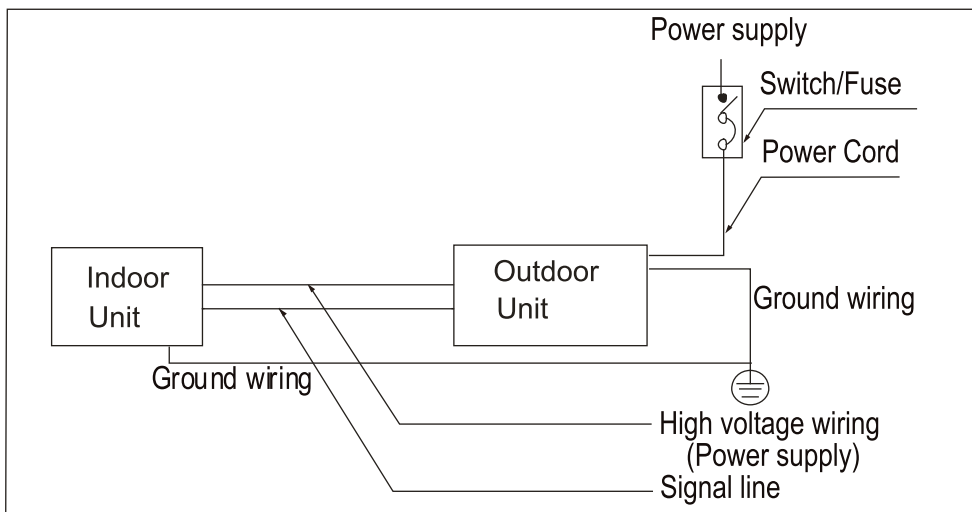 Power supply
Switch/Fuse
Power Cord
Indoor
Unit
Outdoor
Unit
Ground wiring
Ground wiring
High voltage wiring
(Power supply)
Signal line